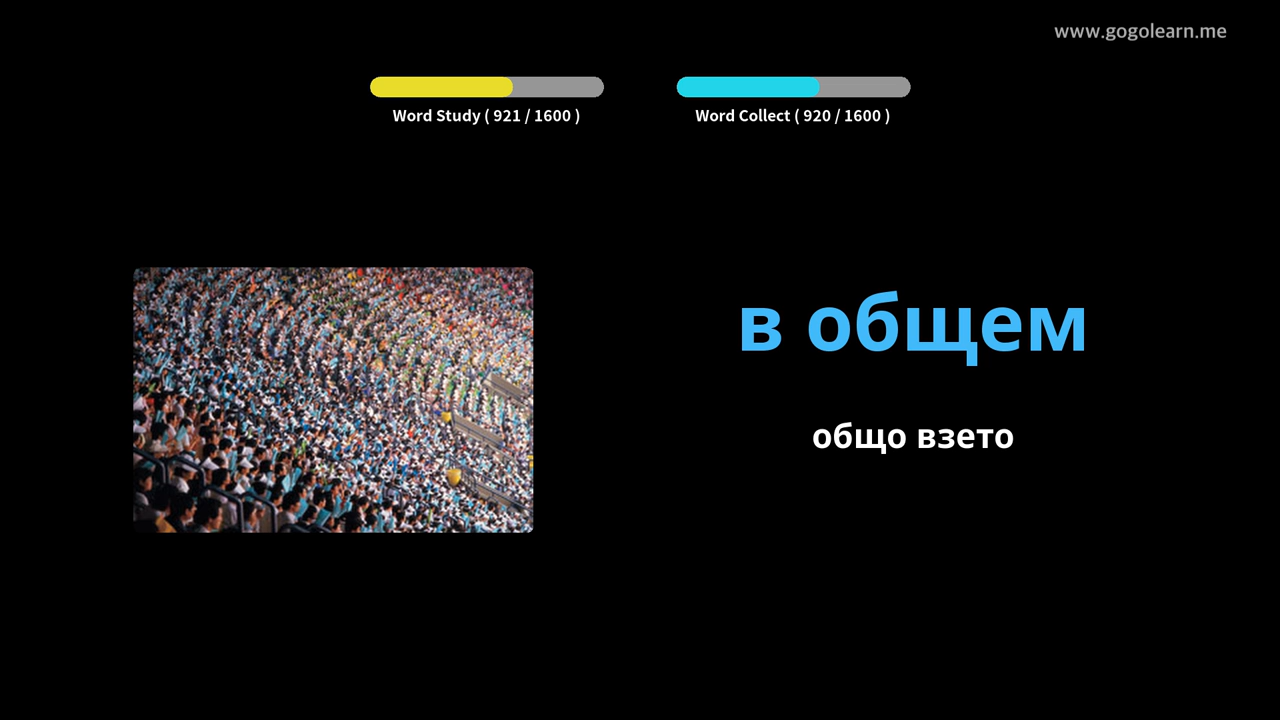 www.gogolearn.me
Word Study ( 921 / 1600 )
Word Collect ( 920 / 1600 )
в общем
общо взето